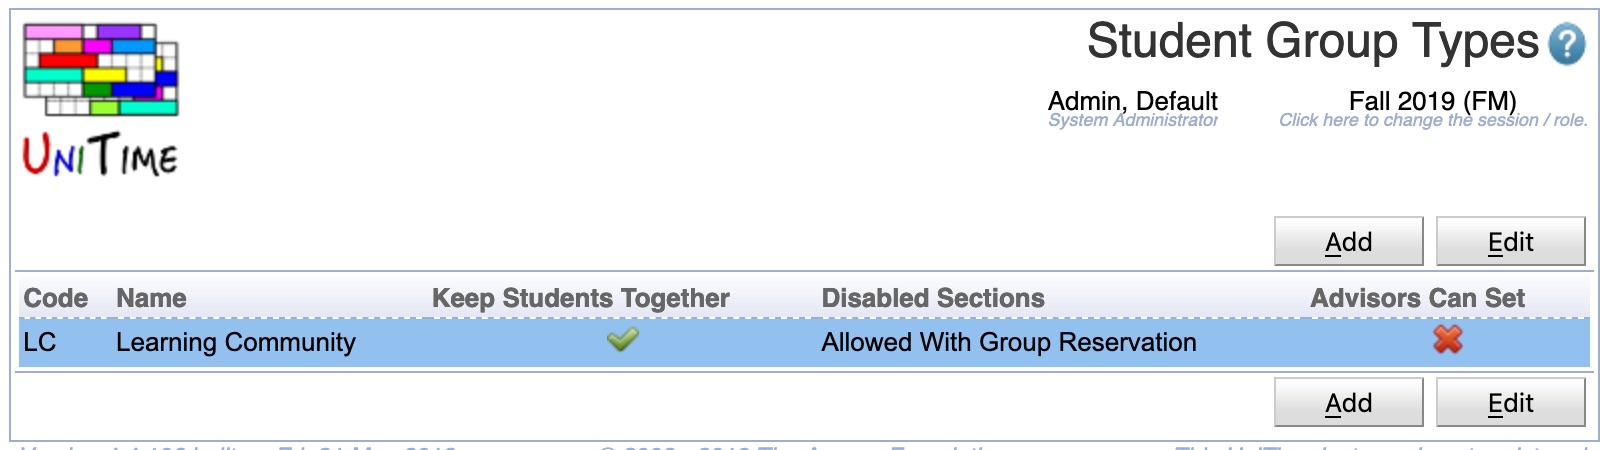 Student Group Types
UNITIME
Admin, Default
Fall 2019 (FM)
System Administrator
Click here to change the session / role.
Add
Edit
Code Name Keep Students Together Disabled Sections Advisors Can Set
LC Learning Community Allowed With Group Reservation
Add
Edit